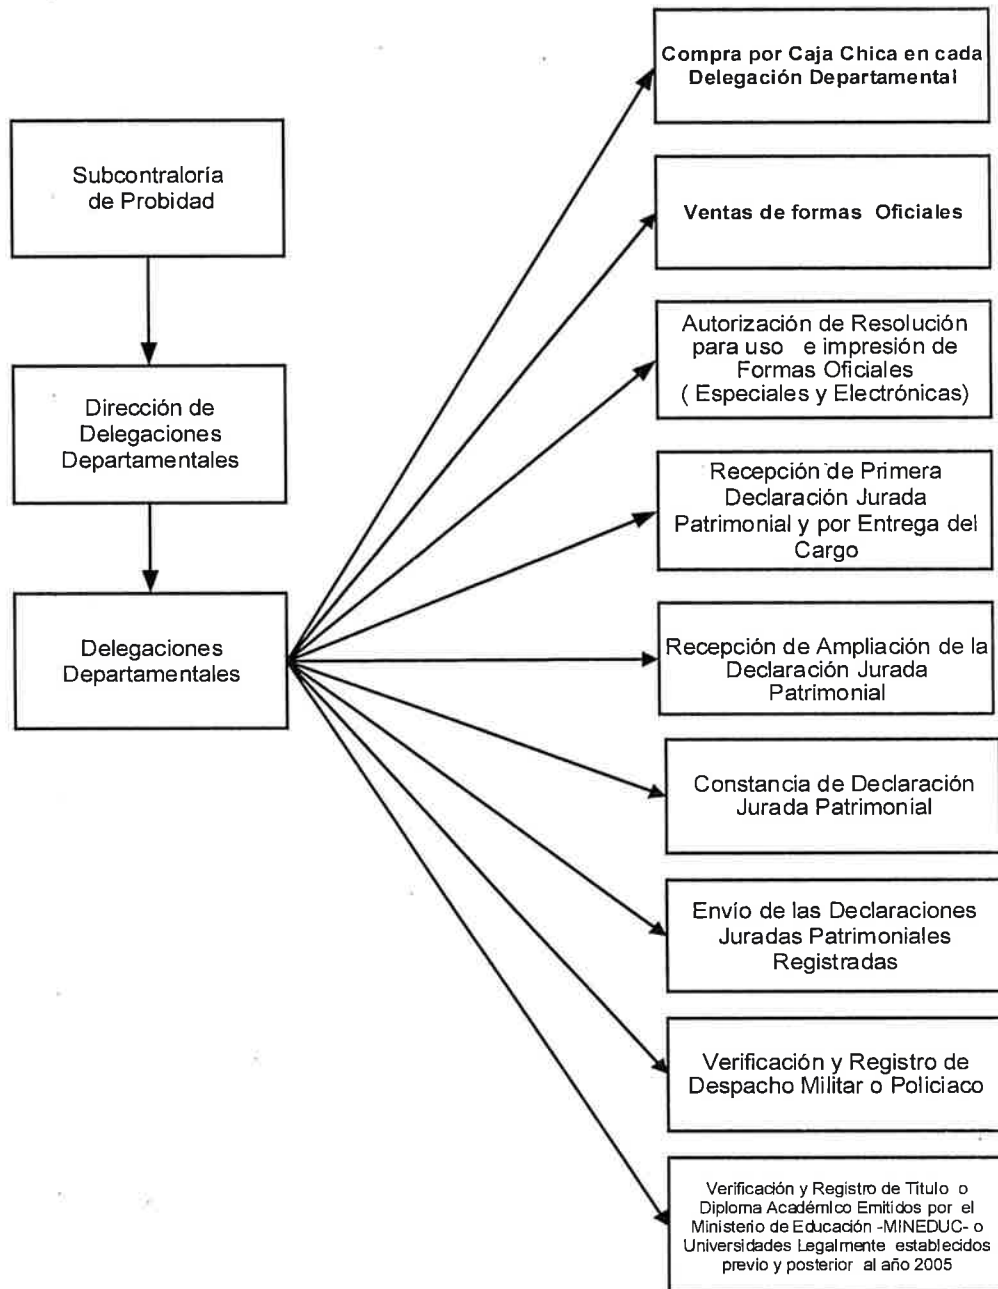 Subcontraloría
de Probidad
Dirección de
Delegaciones
Departamentales
Delegaciones
Departamentales
Compra por Caja Chica en cada
Delegación Departamental
Ventas de formas Oficiales
Autorización de Resolución
para uso e impresión de
Formas Oficiales
( Especiales y Electrónicas)
Recepción de Primera
Declaración Jurada
Patrimonial y por Entrega del
Cargo
Recepción de Ampliación de la
Declaración Jurada
Patrimonial
Constancia de Declaración
Jurada Patrimonial
Envío de las Declaraciones
Juradas Patrimoniales
Registradas
Verificación y Registro de
Despacho Militar o Policiaco
Verificación y Registro de Título o
Diploma Académico Emitidos por el
Ministerio de Educación -MINEDUC- o
Universidades Legalmente establecidos
previo y posterior al año 2005